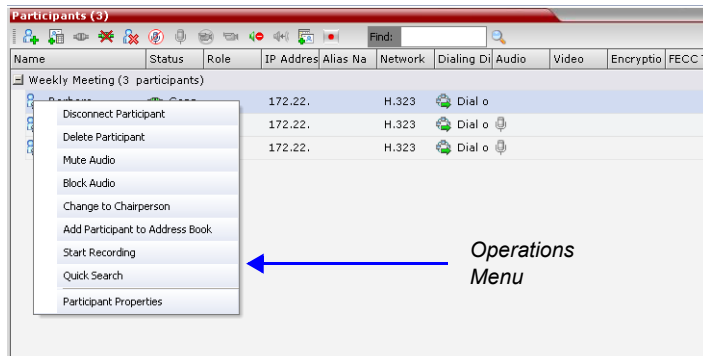 Participants (3)
Find:
Name Status Role IP Addres Alias Na Network Dialing Di Audio Video Encryptio FECC T
Weekly Meeting (3 participants)
172.22. H.323 Dial o
172.22. H.323 Dial o
172.22. H.323 Dial o
Disconnect Participant
Delete Participant
Mute Audio
Block Audio
Change to Chairperson
Add Participant to Address Book
Start Recording
Quick Search
Participant Properties
Operations
Menu